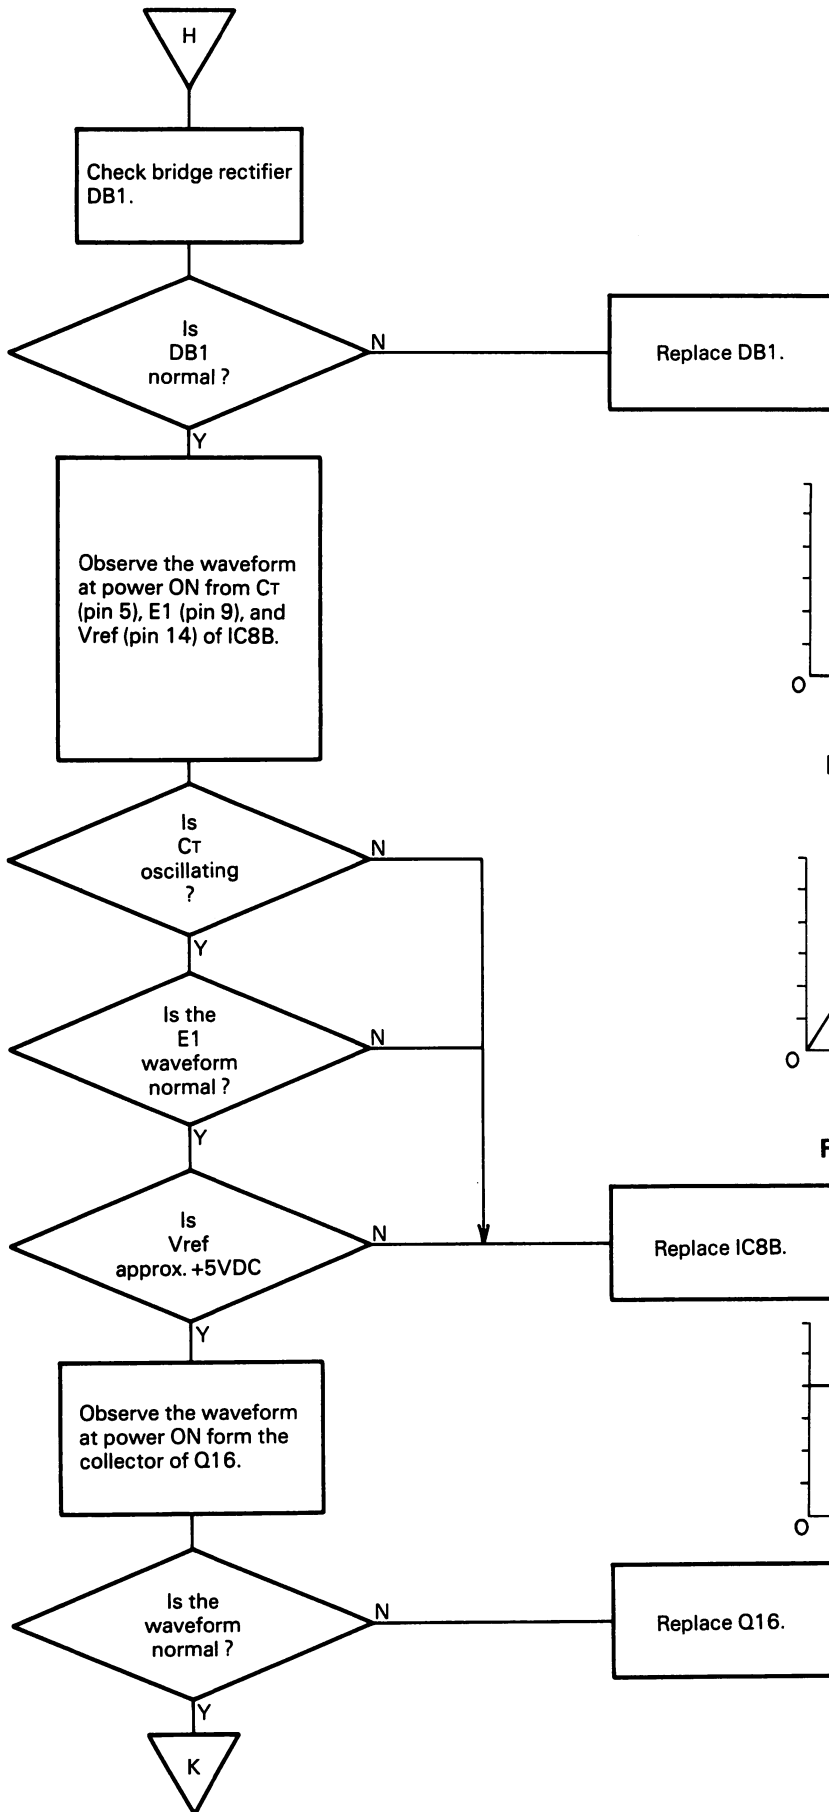 H
Check bridge rectifier
DB1.
Is
DB1
normal ?
N
Replace DB1.
Y
Observe the waveform
at power ON from CT
(pin 5), E1 (pin 9), and
Vref (pin 14) of IC8B.
O
Is
CT
oscillating
?
N
Y
Is the
E1
waveform
normal ?
N
O
Y
Is
Vref
approx. +5VDC
N
Replace IC8B.
Y
Observe the waveform
at power ON form the
collector of Q16.
O
Is the
waveform
normal ?
N
Replace Q16.
Y
K